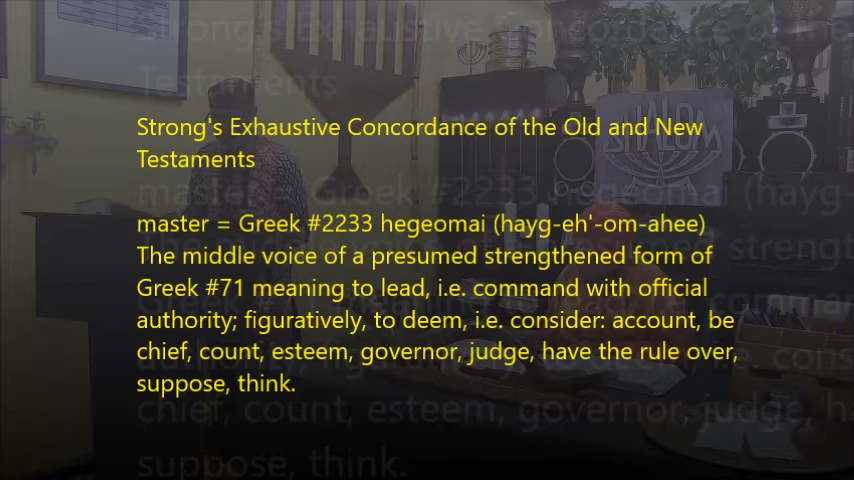 SHALOM
Strong's Exhaustive Concordance of the Old and New
Testaments
master = Greek #2233 hegeomai (hayg-eh'-om-ahee)
The middle voice of a presumed strengthened form of
Greek #71 meaning to lead, i.e. command with official
authority; figuratively, to deem, i.e. consider: account, be
chief, count, esteem, governor, judge, have the rule over,
suppose, think.